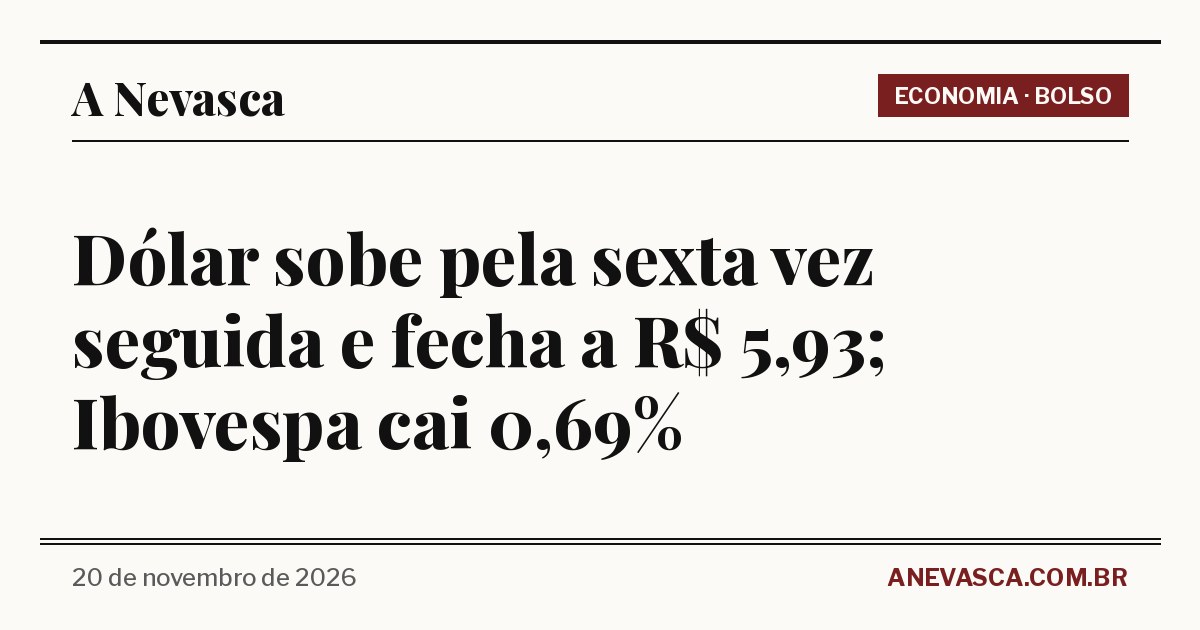 A Nevasca
ECONOMIA · BOLSO
Dólar sobe pela sexta vez
seguida e fecha a R$ 5,93;
Ibovespa cai 0,69%
20 de novembro de 2026
ANEVASCA.COM.BR